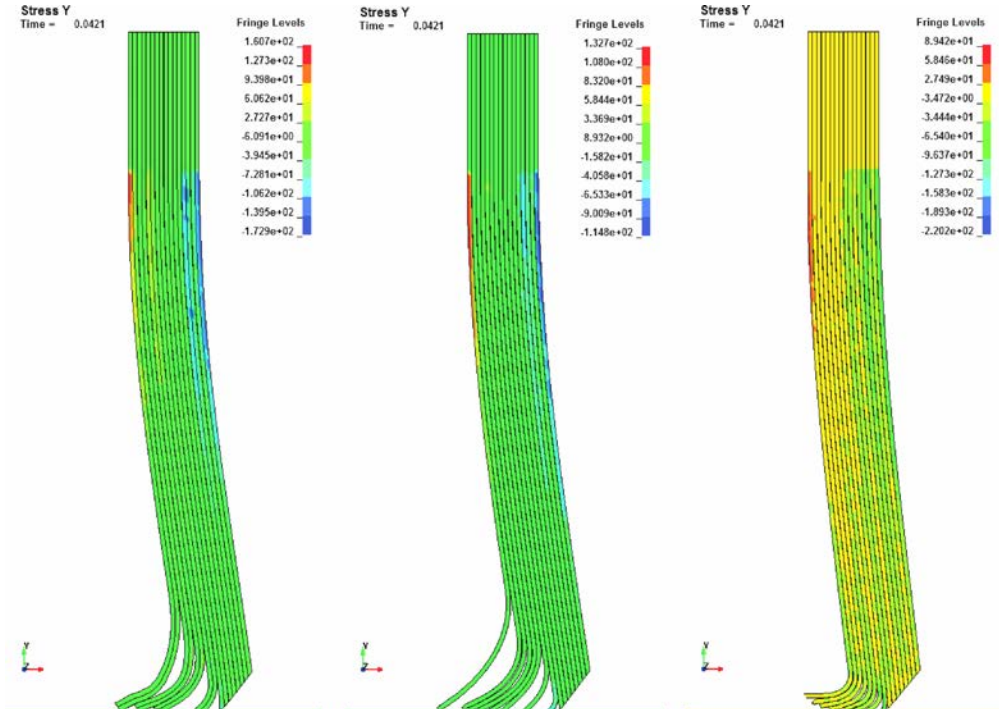 Stress Y
Time = 0.0421
Fringe Levels
1.607e+02
1.273e+02
9.398e+01
6.062e+01
2.727e+01
-6.091e+00
-3.945e+01
-7.281e+01
-1.062e+02
-1.395e+02
-1.729e+02
Y
Z
Stress Y
Time = 0.0421
Fringe Levels
1.327e+02
1.080e+02
8.320e+01
5.844e+01
3.369e+01
8.932e+00
-1.582e+01
-4.058e+01
-6.533e+01
-9.009e+01
-1.148e+02
Y
Z
Stress Y
Time = 0.0421
Fringe Levels
8.942e+01
5.846e+01
2.749e+01
-3.472e+00
-3.444e+01
-6.540e+01
-9.637e+01
-1.273e+02
-1.583e+02
-1.893e+02
-2.202e+02
Y
Z